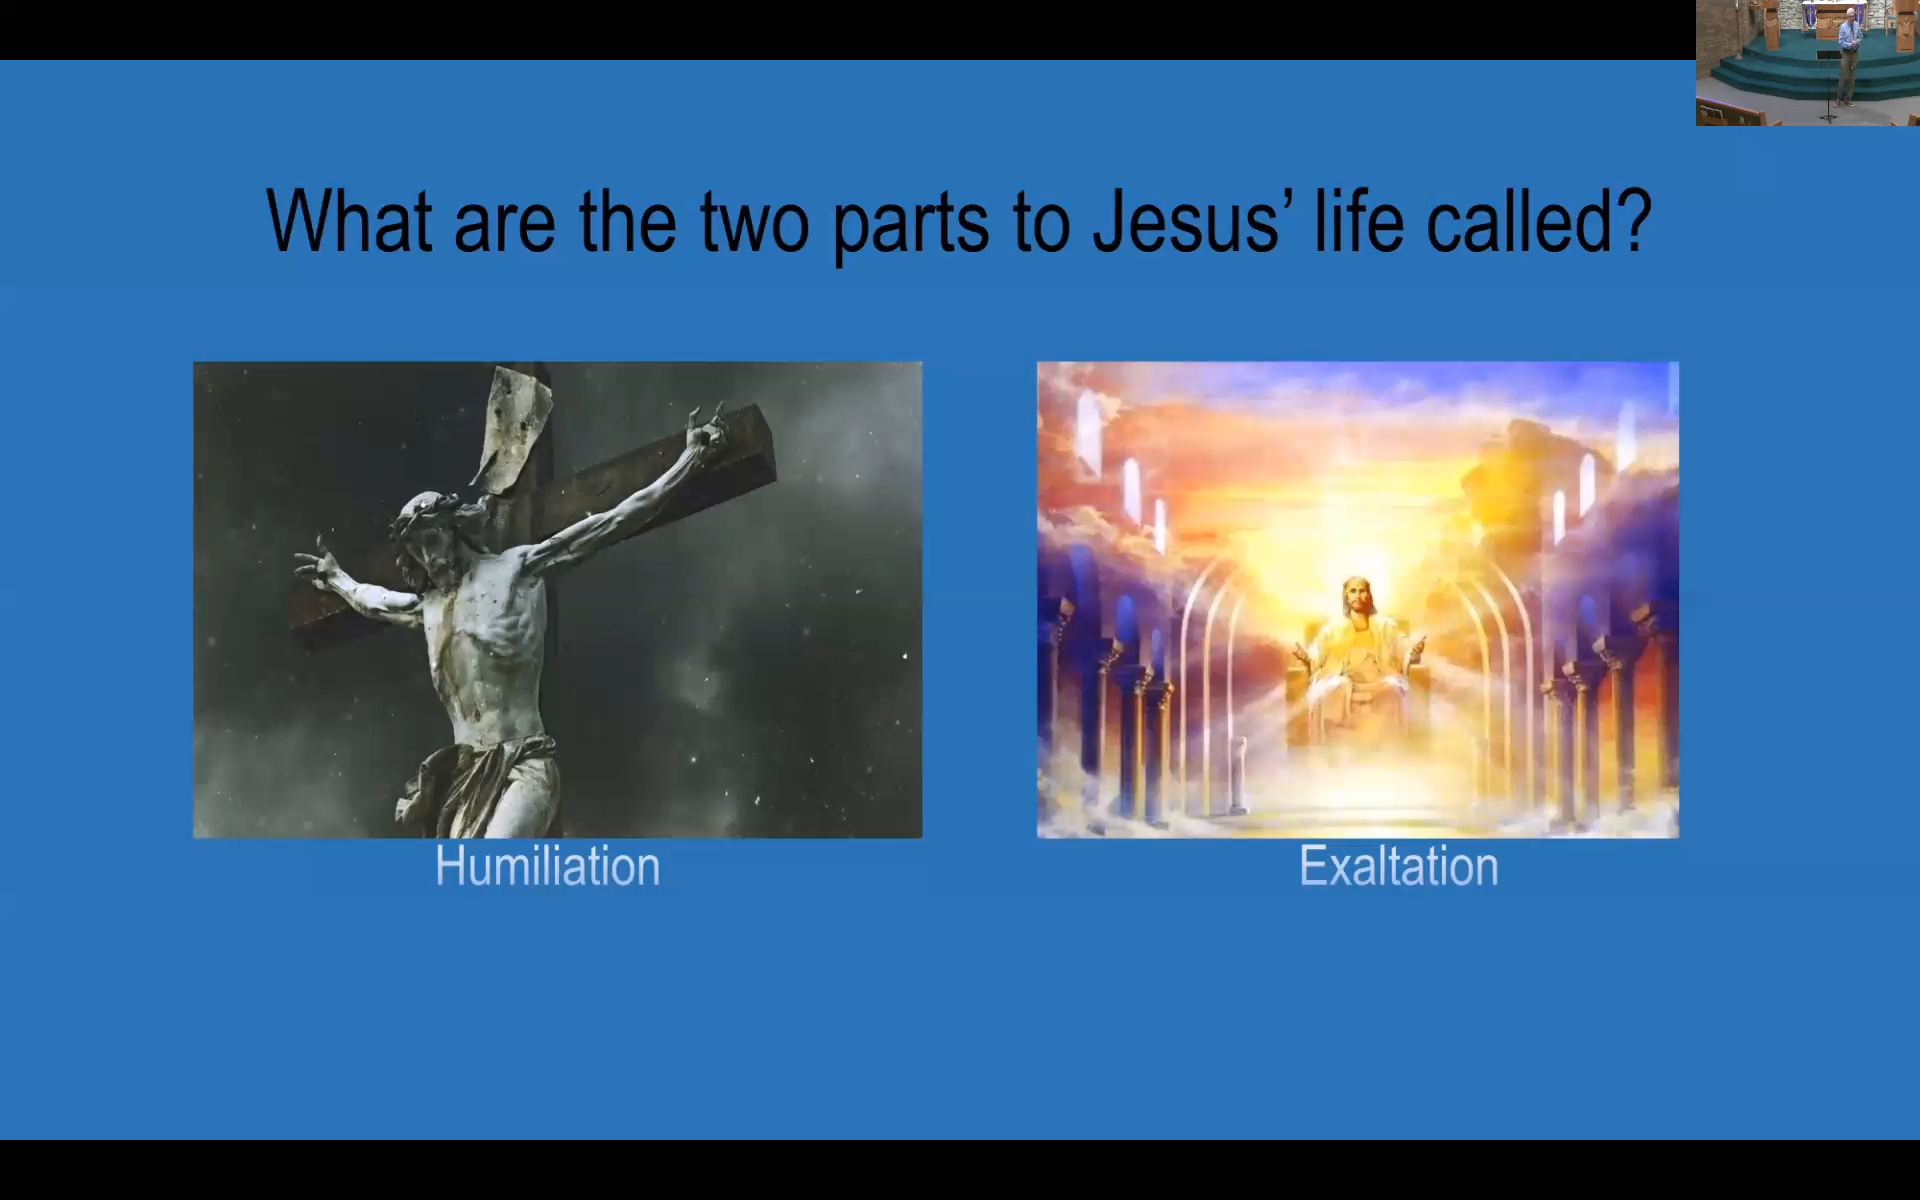 What are the two parts to Jesus’ life called?
Humiliation
Exaltation